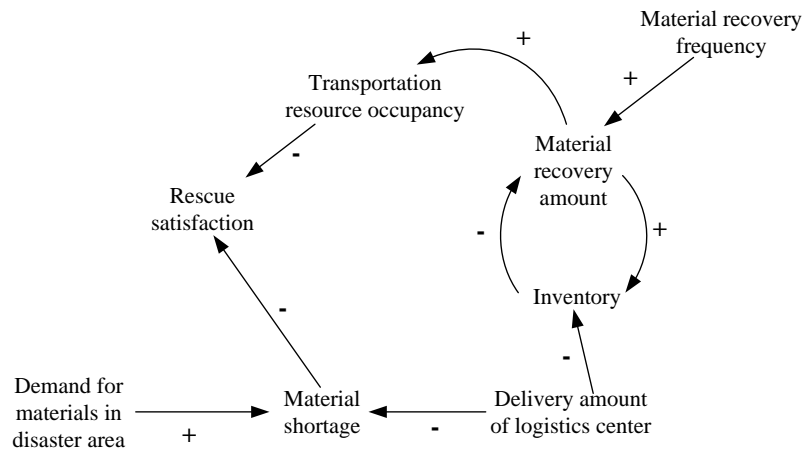 Material recovery
frequency
+
+
Transportation
resource occupancy
-
Material
recovery
amount
Rescue
satisfaction
-
+
Inventory
-
-
Demand for
materials in
disaster area
+
Material
shortage
-
Delivery amount
of logistics center